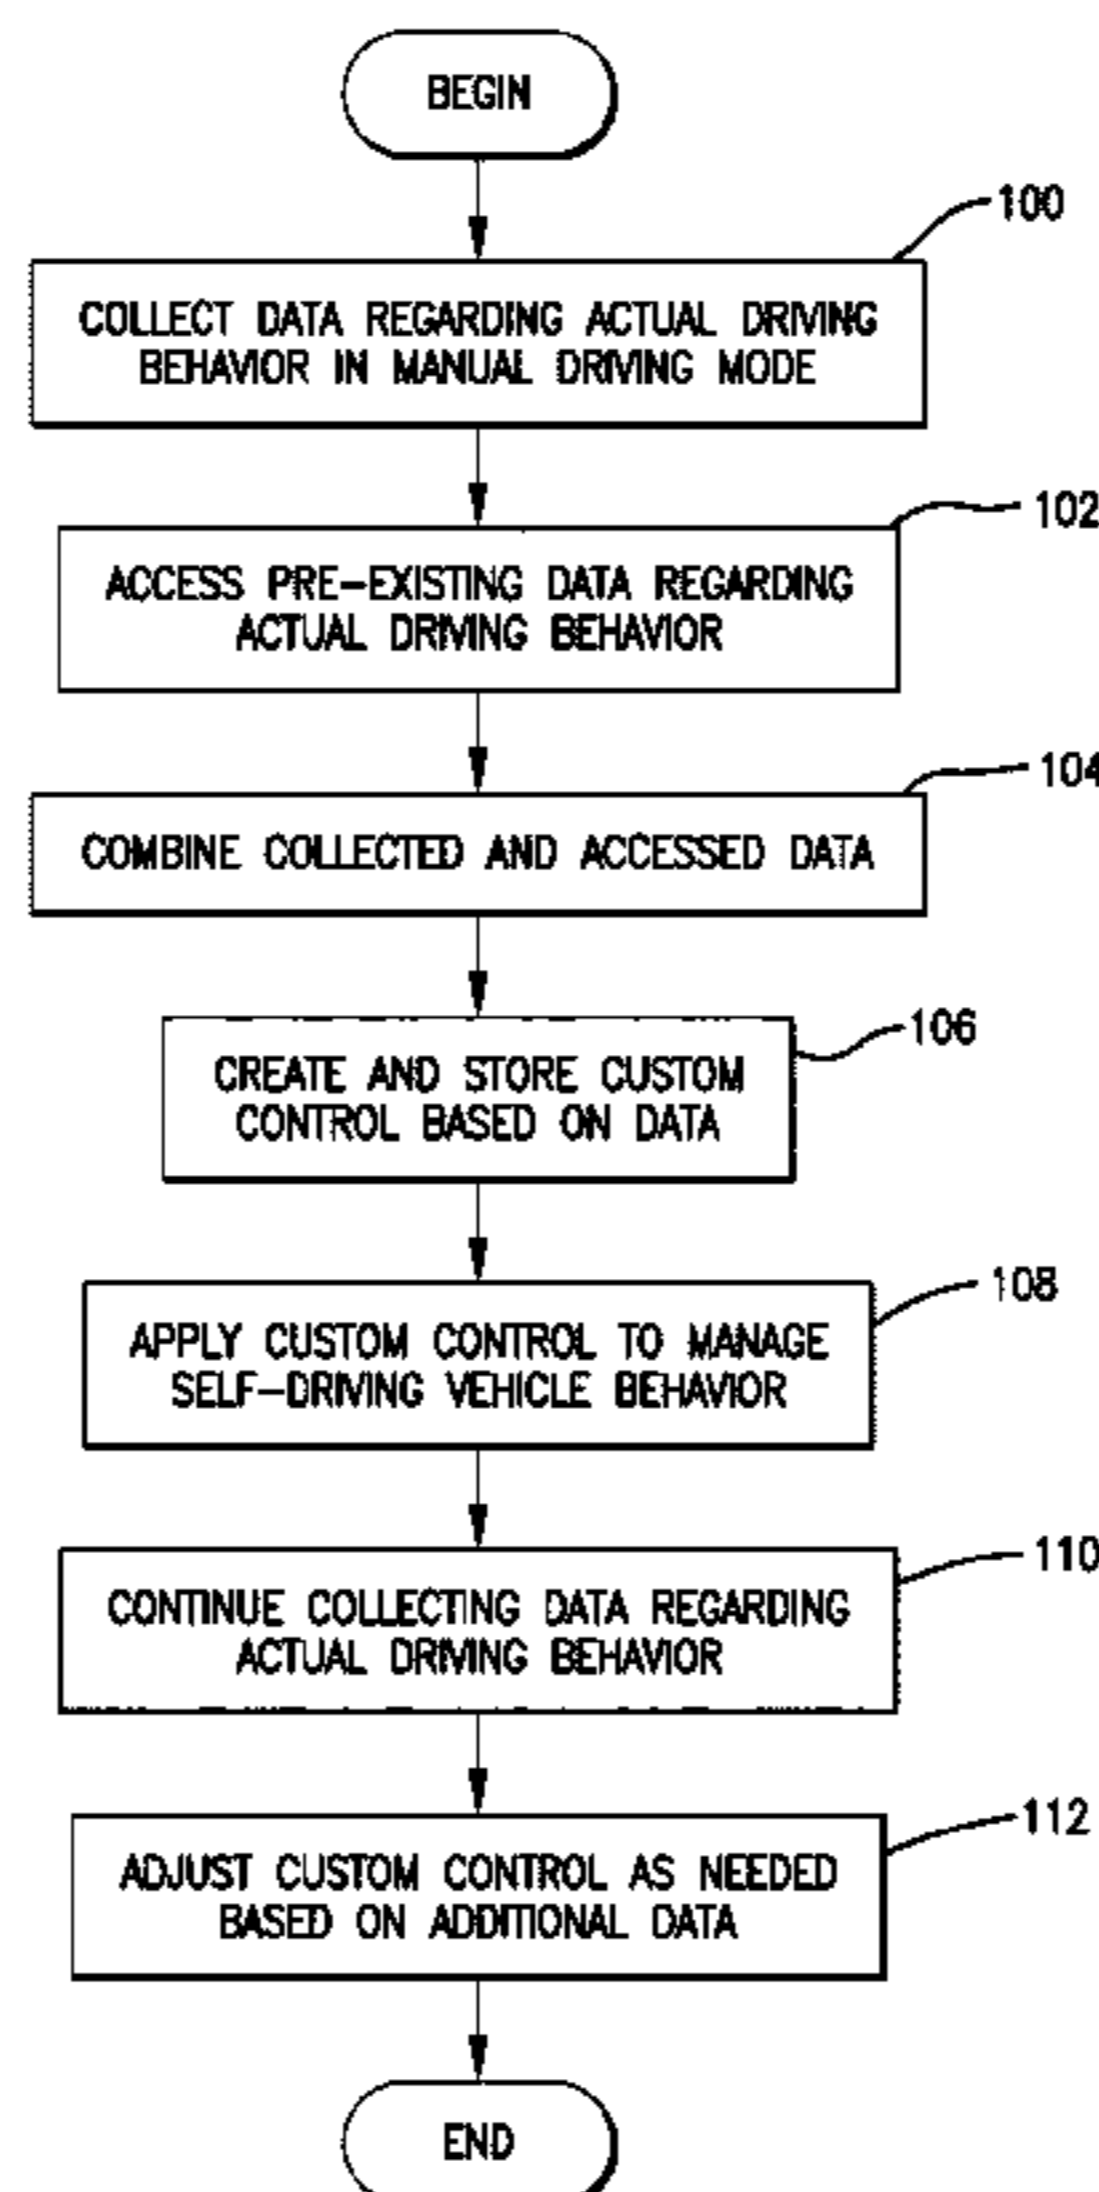 BEGIN
100
COLLECT DATA REGARDING ACTUAL DRIVING
BEHAVIOR IN MANUAL DRIVING MODE
102
ACCESS PRE-EXISTING DATA REGARDING
ACTUAL DRIVING BEHAVIOR
104
COMBINE COLLECTED AND ACCESSED DATA
106
CREATE AND STORE CUSTOM
CONTROL BASED ON DATA
108
APPLY CUSTOM CONTROL TO MANAGE
SELF-DRIVING VEHICLE BEHAVIOR
110
CONTINUE COLLECTING DATA REGARDING
ACTUAL DRIVING BEHAVIOR
112
ADJUST CUSTOM CONTROL AS NEEDED
BASED ON ADDITIONAL DATA
END